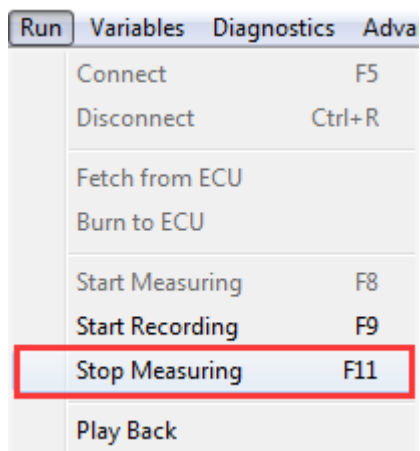 Run Variables Diagnostics Adva
Connect F5
Disconnect Ctrl+R
Fetch from ECU
Burn to ECU
Start Measuring F8
Start Recording F9
Stop Measuring F11
Play Back